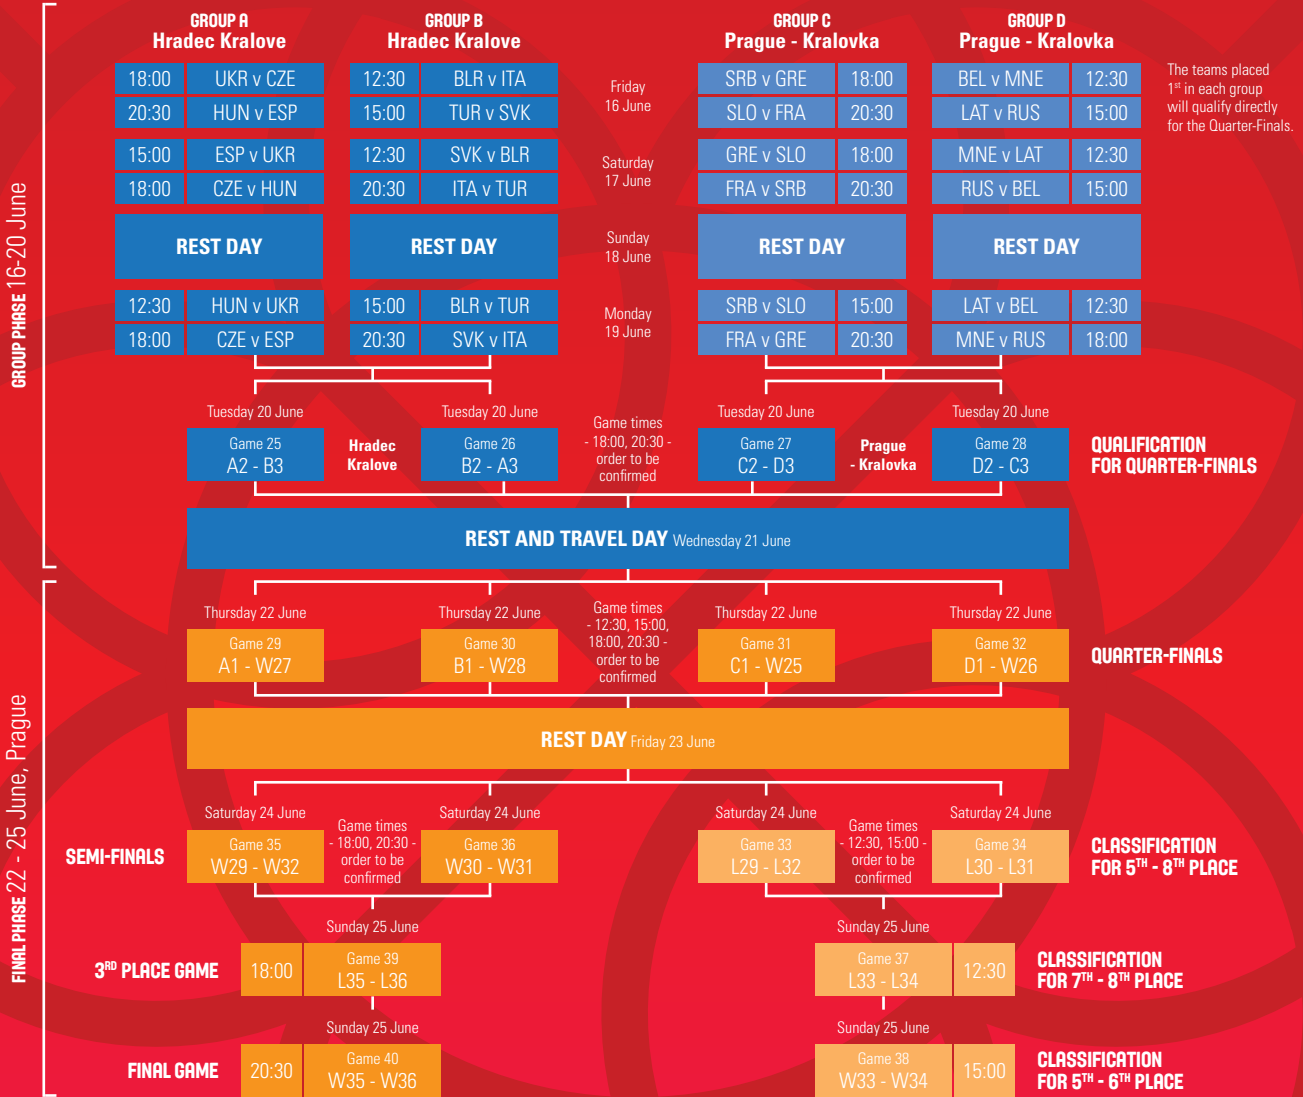 GROUP A
Hradec Kralove
GROUP B
Hradec Kralove
GROUP C
Prague - Kralovka
GROUP D
Prague - Kralovka
GROUP PHASE 16-20 June
18:00 UKR v CZE
12:30 BLR v ITA
Friday
16 June
SRB v GRE 18:00
BEL v MNE 12:30
20:30 HUN v ESP
15:00 TUR v SVK
SLO v FRA 20:30
LAT v RUS 15:00
The teams placed
1st in each group
will qualify directly
for the Quarter-Finals.
15:00 ESP v UKR
12:30 SVK v BLR
Saturday
17 June
GRE v SLO 18:00
MNE v LAT 12:30
18:00 CZE v HUN
20:30 ITA v TUR
FRA v SRB 20:30
RUS v BEL 15:00
REST DAY
REST DAY
Sunday
18 June
REST DAY
REST DAY
12:30 HUN v UKR
15:00 BLR v TUR
Monday
19 June
SRB v SLO 15:00
LAT v BEL 12:30
18:00 CZE v ESP
20:30 SVK v ITA
FRA v GRE 20:30
MNE v RUS 18:00
Tuesday 20 June
Game 25
A2 - B3
Hradec
Kralove
Tuesday 20 June
Game 26
B2 - A3
Game times
- 18:00, 20:30 -
order to be
confirmed
Tuesday 20 June
Game 27
C2 - D3
Prague
- Kralovka
Tuesday 20 June
Game 28
D2 - C3
QUALIFICATION
FOR QUARTER-FINALS
REST AND TRAVEL DAY Wednesday 21 June
FINAL PHASE 22 - 25 June, Prague
Thursday 22 June
Game 29
A1 - W27
Thursday 22 June
Game 30
B1 - W28
Game times
- 12:30, 15:00,
18:00, 20:30 -
order to be
confirmed
Thursday 22 June
Game 31
C1 - W25
Thursday 22 June
Game 32
D1 - W26
QUARTER-FINALS
REST DAY Friday 23 June
SEMI-FINALS
Saturday 24 June
Game 35
W29 - W32
Game times
- 18:00, 20:30 -
order to be
confirmed
Saturday 24 June
Game 36
W30 - W31
Saturday 24 June
Game 33
L29 - L32
Game times
- 12:30, 15:00 -
order to be
confirmed
Saturday 24 June
Game 34
L30 - L31
CLASSIFICATION
FOR 5TH - 8TH PLACE
Sunday 25 June
3RD PLACE GAME
18:00
Game 39
L35 - L36
Sunday 25 June
Game 37
L33 - L34
12:30
CLASSIFICATION
FOR 7TH - 8TH PLACE
Sunday 25 June
FINAL GAME
20:30
Game 40
W35 - W36
Sunday 25 June
Game 38
W33 - W34
15:00
CLASSIFICATION
FOR 5TH - 6TH PLACE